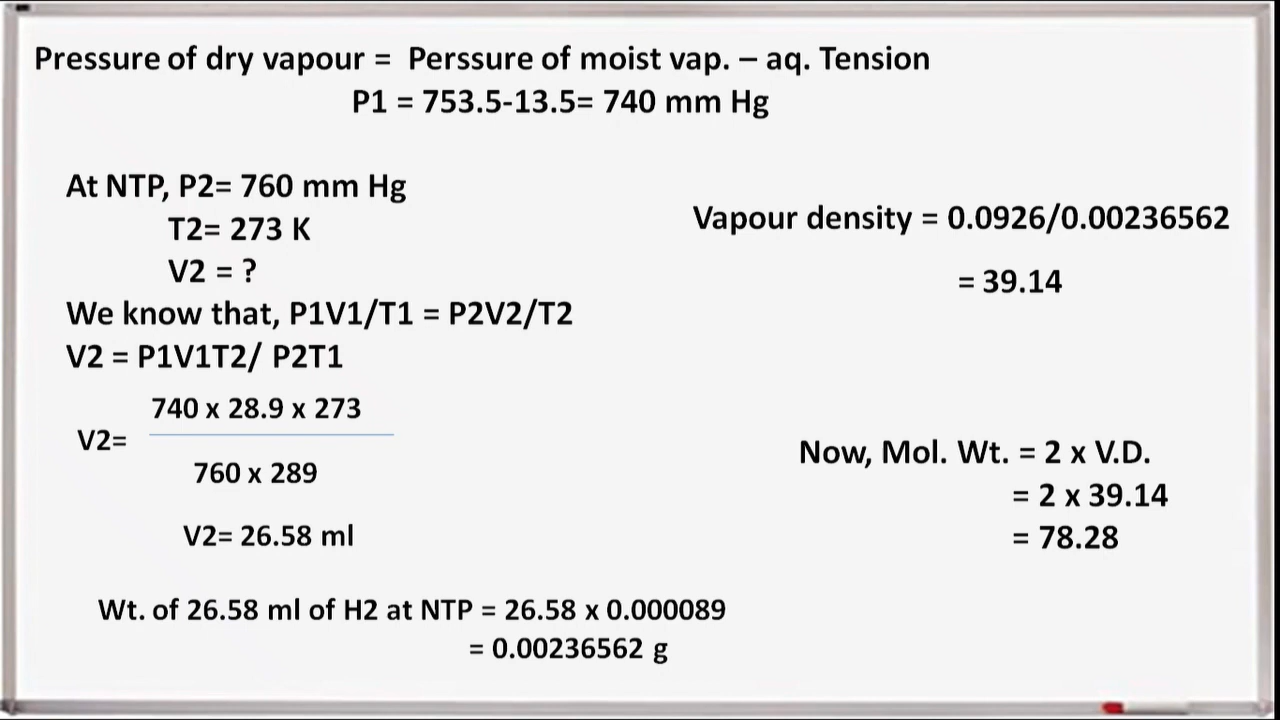 Pressure of dry vapour = Perssure of moist vap. – aq. Tension
P1 = 753.5-13.5= 740 mm Hg
At NTP, P2= 760 mm Hg
T2= 273 K
V2 = ?
We know that, P1V1/T1 = P2V2/T2
V2 = P1V1T2/ P2T1
740 x 28.9 x 273
V2=
760 x 289
V2= 26.58 ml
Wt. of 26.58 ml of H2 at NTP = 26.58 x 0.000089
= 0.00236562 g
Vapour density = 0.0926/0.00236562
= 39.14
Now, Mol. Wt. = 2 x V.D.
= 2 x 39.14
= 78.28